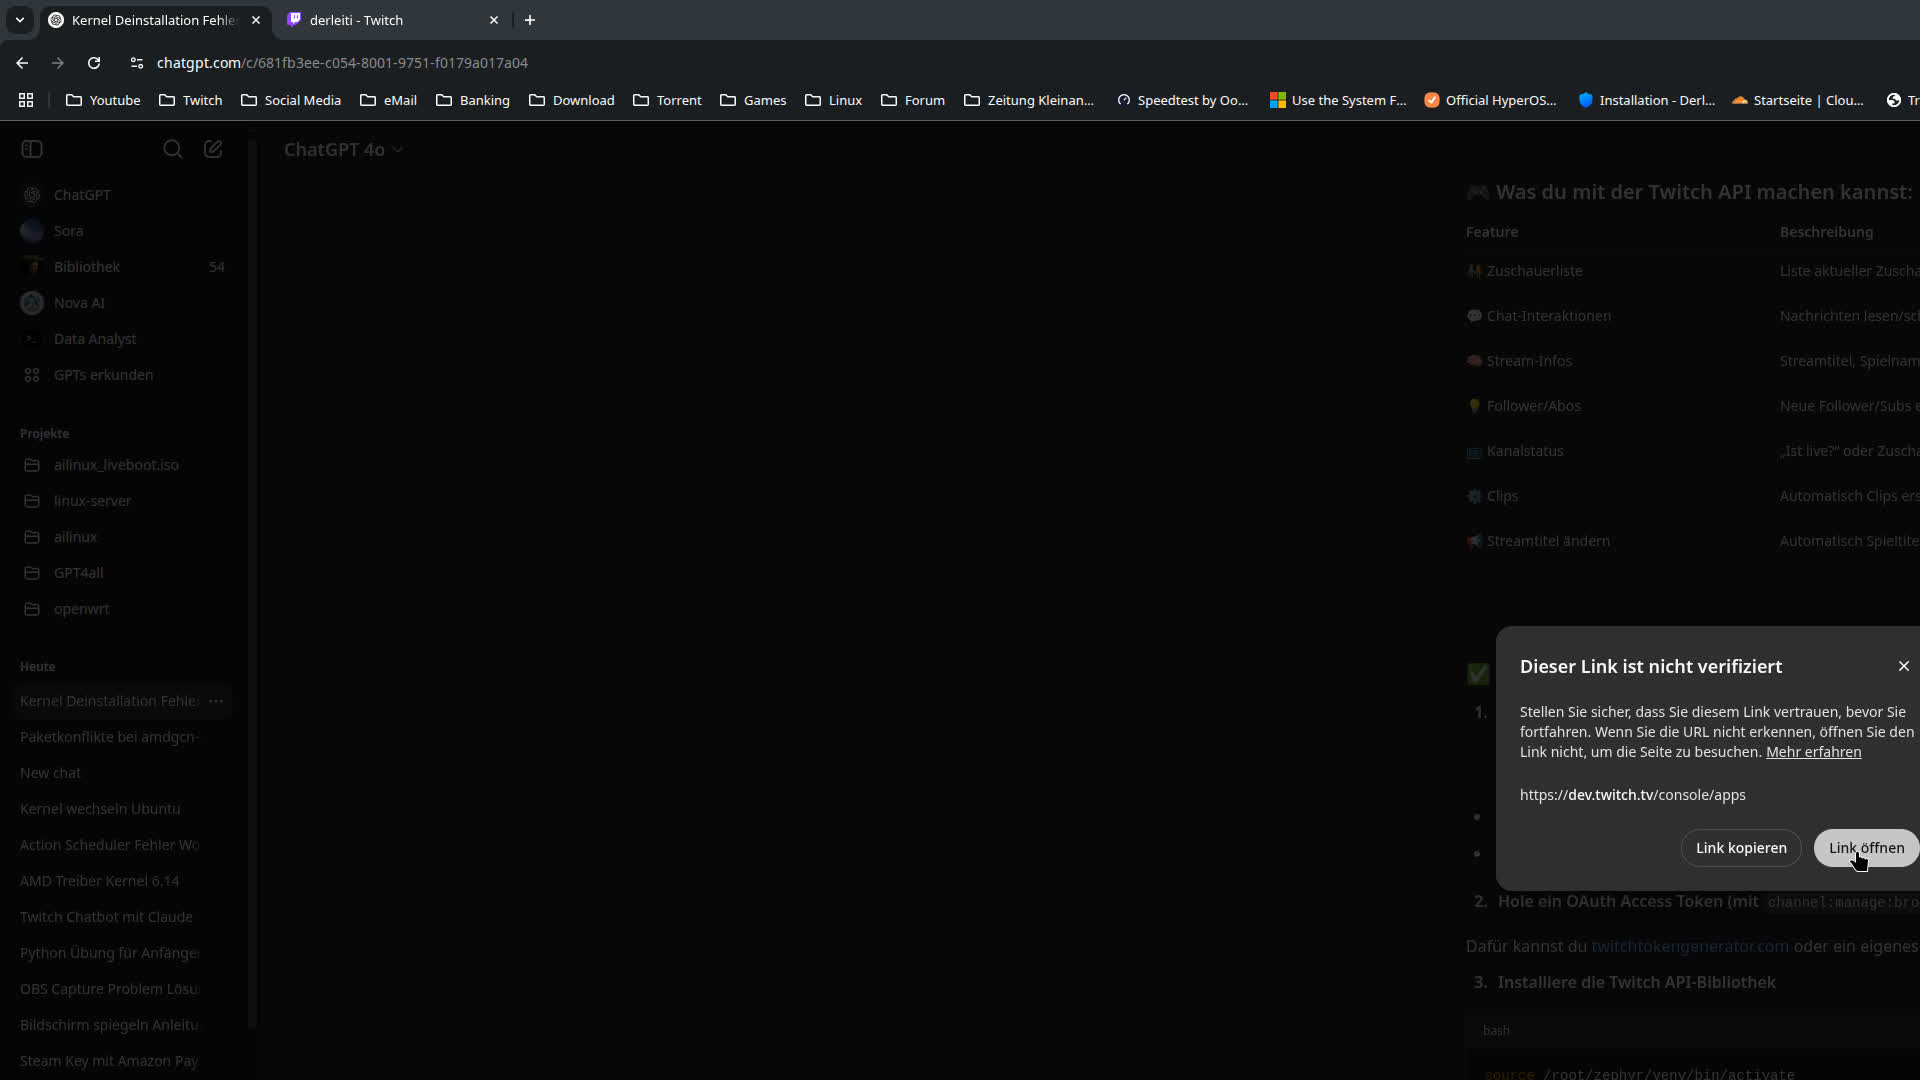 Kernel Deinstallation Fehle
derleiti - Twitch
chatgpt.com/c/681fb3ee-c054-8001-9751-f0179a017a04
Youtube
Twitch
Social Media
eMail
Banking
Download
Torrent
Games
Linux
Forum
Zeitung Kleinan...
Speedtest by Oo...
Use the System F...
Official HyperOS...
Installation - Derl...
Startseite | Clou...
Tr
ChatGPT
Sora
Bibliothek 54
Nova AI
Data Analyst
GPTs erkunden
Projekte
ailinux_liveboot.iso
linux-server
ailinux
GPT4all
openwrt
Heute
Kernel Deinstallation Fehle
Paketkonflikte bei amdgcn-
New chat
Kernel wechseln Ubuntu
Action Scheduler Fehler Wo
AMD Treiber Kernel 6.14
Twitch Chatbot mit Claude
Python Übung für Anfänge
OBS Capture Problem Lösu
Bildschirm spiegeln Anleitu
Steam Key mit Amazon Pay
ChatGPT 4o
Was du mit der Twitch API machen kannst:
Feature Beschreibung
Zuschauerliste Liste aktueller Zuscha
Chat-Interaktionen Nachrichten lesen/sc
Stream-Infos Streamtitel, Spielnam
Follower/Abos Neue Follower/Subs e
Kanalstatus „Ist live?“ oder Zuscha
Clips Automatisch Clips ers
Streamtitel ändern Automatisch Spieltite
1.
Dieser Link ist nicht verifiziert
Stellen Sie sicher, dass Sie diesem Link vertrauen, bevor Sie
fortfahren. Wenn Sie die URL nicht erkennen, öffnen Sie den
Link nicht, um die Seite zu besuchen. Mehr erfahren
https://dev.twitch.tv/console/apps
Link kopieren
Link öffnen
2. Hole ein OAuth Access Token (mit channel:manage:bro
Dafür kannst du twitchtokengenerator.com oder ein eigenes
3. Installiere die Twitch API-Bibliothek
bash
source /root/zephyr/venv/bin/activate